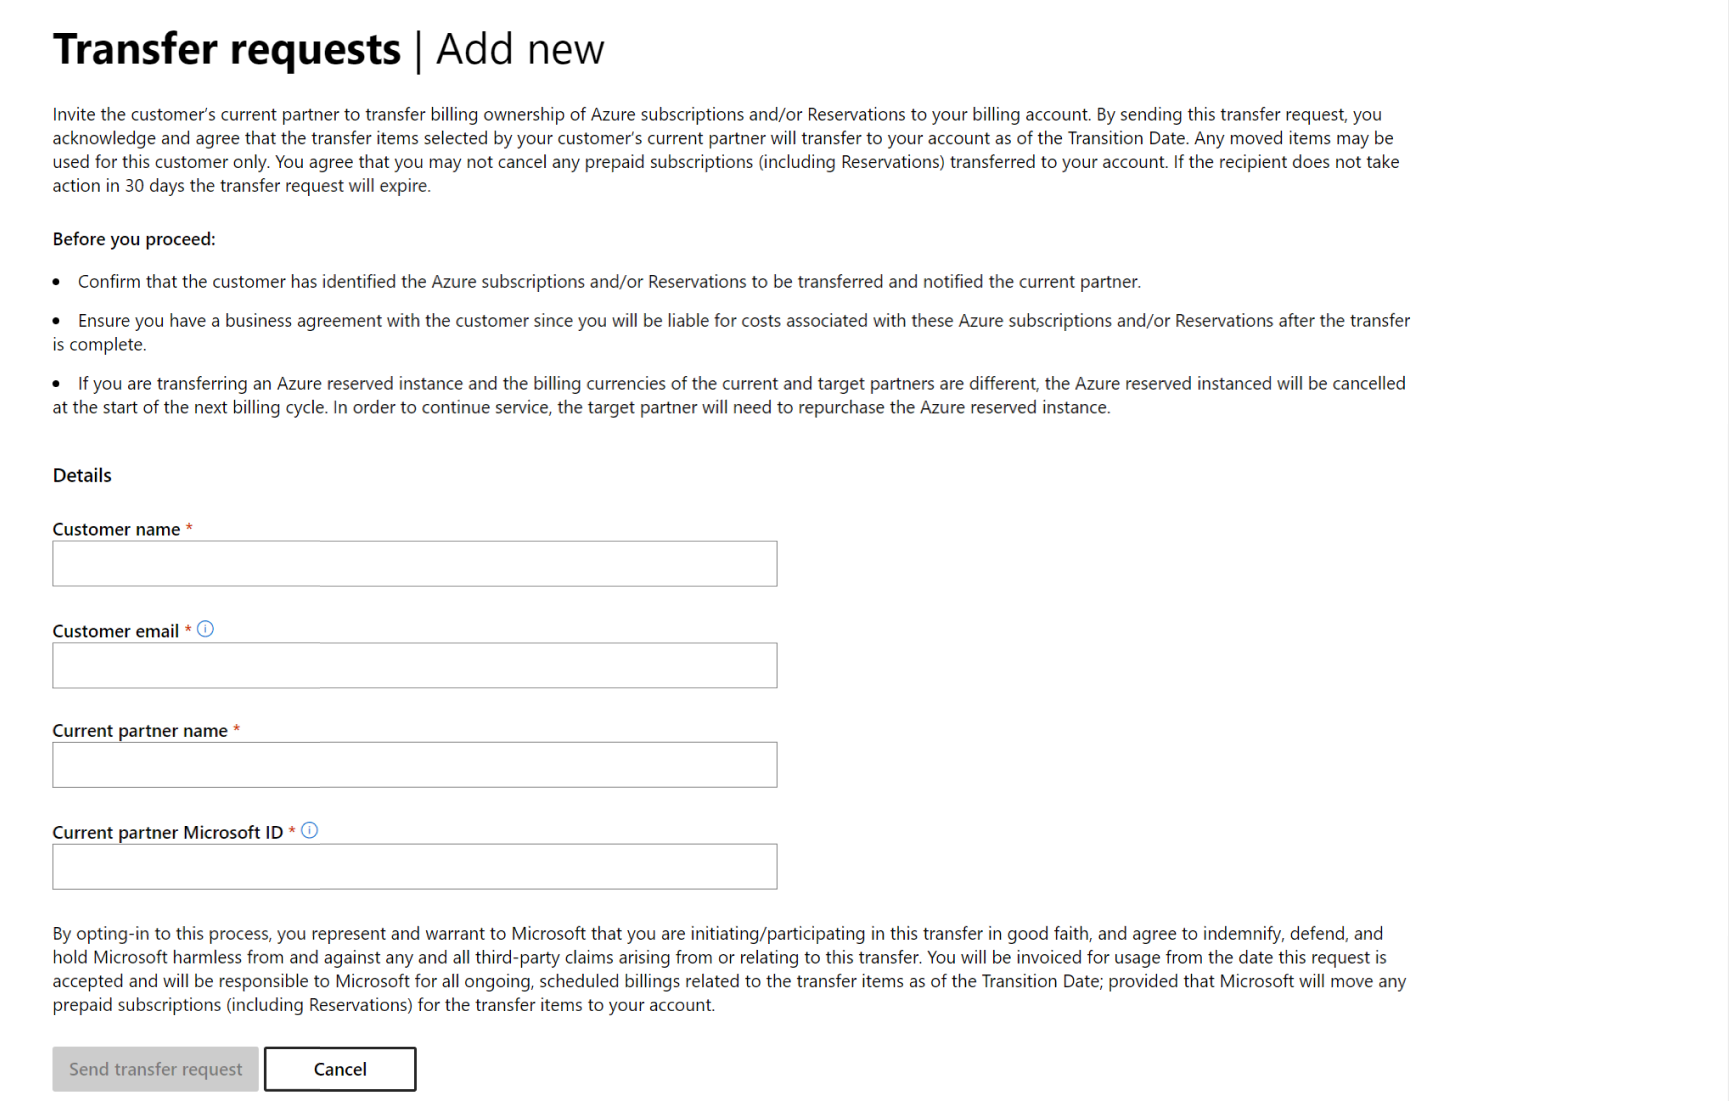 Transfer requests | Add new
Invite the customer's current partner to transfer billing ownership of Azure subscriptions and/or Reservations to your billing account. By sending this transfer request, you
acknowledge and agree that the transfer items selected by your customer's current partner will transfer to your account as of the Transition Date. Any moved items may be
used for this customer only. You agree that you may not cancel any prepaid subscriptions (including Reservations) transferred to your account. If the recipient does not take
action in 30 days the transfer request will expire.
Before you proceed:
• Confirm that the customer has identified the Azure subscriptions and/or Reservations to be transferred and notified the current partner.
• Ensure you have a business agreement with the customer since you will be liable for costs associated with these Azure subscriptions and/or Reservations after the transfer
is complete.
• If you are transferring an Azure reserved instance and the billing currencies of the current and target partners are different, the Azure reserved instanced will be cancelled
at the start of the next billing cycle. In order to continue service, the target partner will need to repurchase the Azure reserved instance.
Details
Customer name *
Customer email *
Current partner name *
Current partner Microsoft ID *
By opting-in to this process, you represent and warrant to Microsoft that you are initiating/participating in this transfer in good faith, and agree to indemnify, defend, and
hold Microsoft harmless from and against any and all third-party claims arising from or relating to this transfer. You will be invoiced for usage from the date this request is
accepted and will be responsible to Microsoft for all ongoing, scheduled billings related to the transfer items as of the Transition Date; provided that Microsoft will move any
prepaid subscriptions (including Reservations) for the transfer items to your account.
Send transfer request Cancel